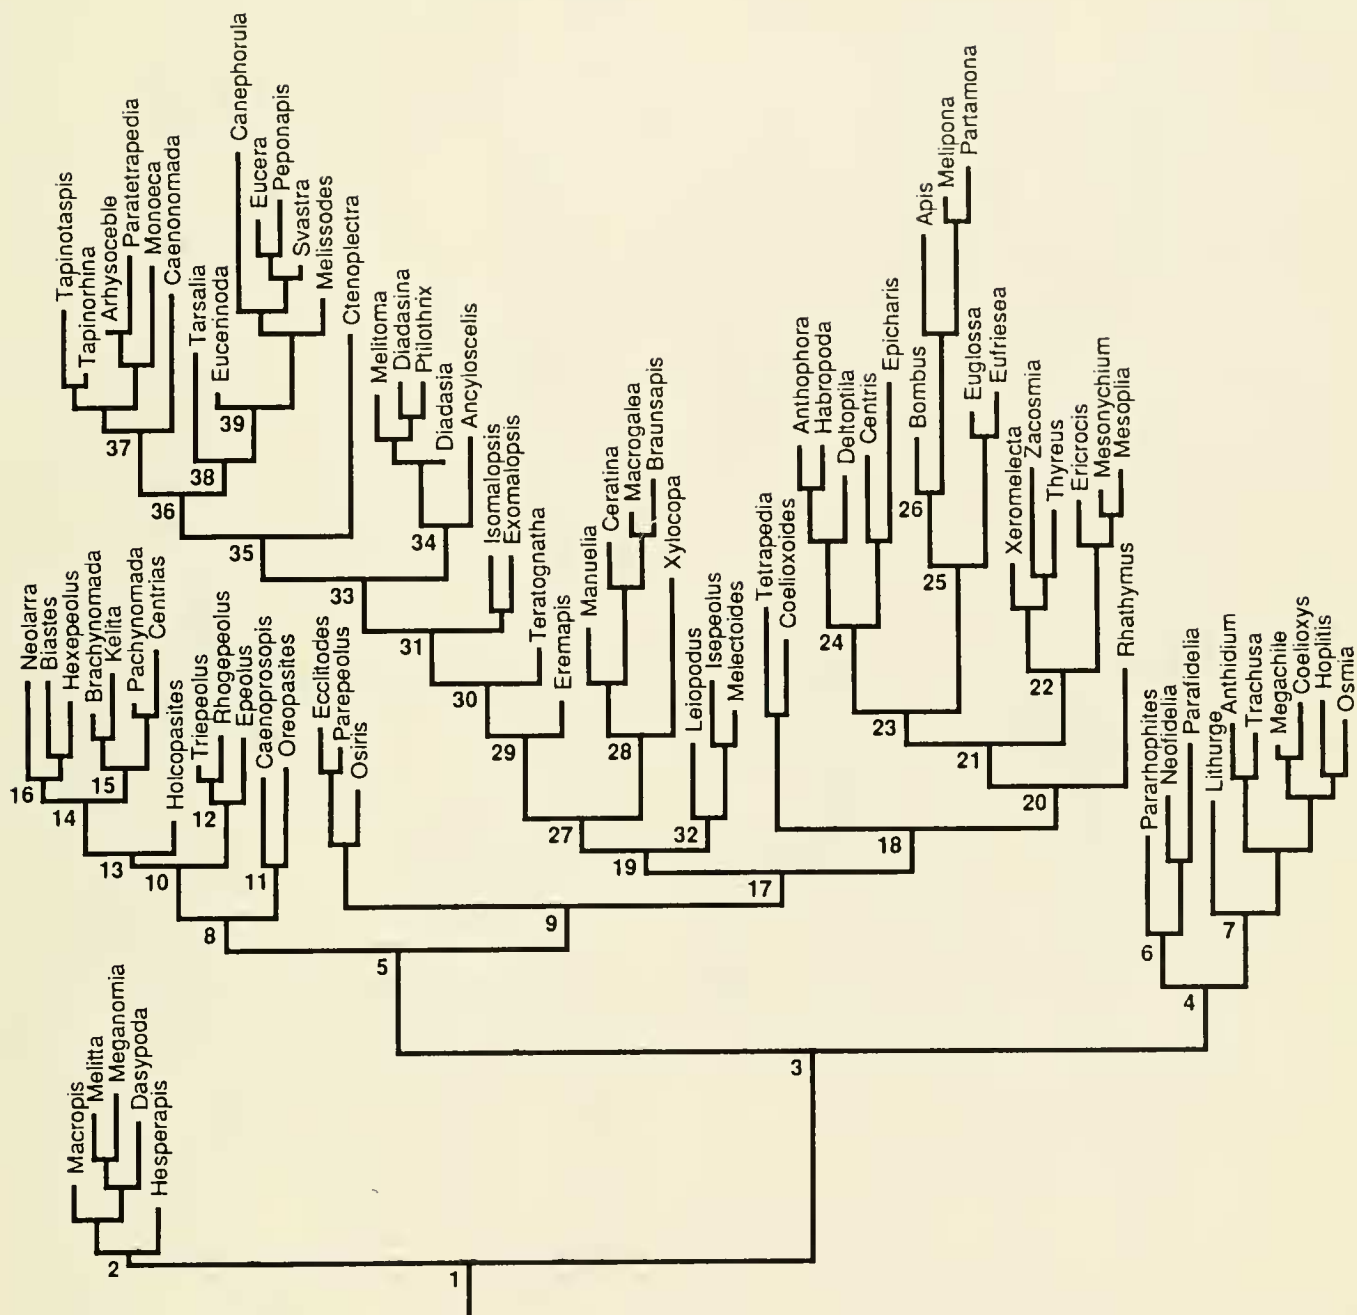 Tapinotaspis
Tapinorhina
Arhysoceble
Paratetrapedia
Monoeca
Caenonomada
Tarsalia
Eucerinoda
Canephorula
Eucera
Peponapis
Svastra
Melissodes
Ctenoplectra
Melitoma
Diadasina
Ptilothrix
Diadasia
Ancyloscelis
Isomalopsis
Exomalopsis
Teratognatha
Eremapis
Manuelia
Ceratina
Macrogalea
Braunsapis
Xylocopa
Leiopodus
Isepeolus
Melectoides
Tetrapedia
Coelioxoides
Anthophora
Habropoda
Deltoptila
Centris
Epicharis
Bombus
Apis
Melipona
Partamona
Euglossa
Eufriesea
Xeromelecta
Zacosmia
Thyreus
Ericrocis
Mesonychium
Mesoplia
Rhathymus
Pararhophites
Neofidelia
Parafidelia
Lithurge
Anthidium
Trachusa
Megachile
Coelioxys
Hoplitis
Osmia
Neolarra
Biastes
Hexepeolus
Brachynomada
Kelita
Pachynomada
Centrias
Holcopasites
Triepeolus
Rhogepeolus
Epeolus
Caenoprosopis
Oreopasites
Ecclitodes
Parepeolus
Osiris
Macropis
Melitta
Meganomia
Dasypoda
Hesperapis
37
39
38
36
35
34
33
31
30
29
28
27
32
19
26
25
24
23
22
21
20
18
17
16
15
14
13
12
10
11
8
9
5
6
7
4
3
2
1